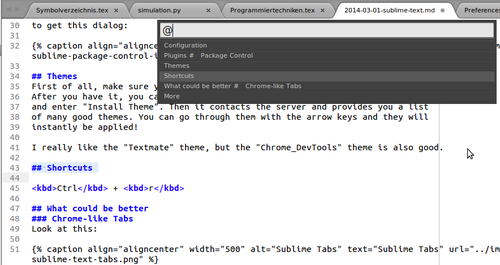 Symbolverzeichnis.tex × simulation.py × Programmiertechniken.tex × 2014-03-01-sublime-text.md Preferences
@
Configuration
Plugins # Package Control
Themes
Shortcuts
What could be better # Chrome-like Tabs
More
30 to get this dialog:
31
32 {% caption align="aligncen
sublime-package-control-i
33
34 ## Themes
35 First of all, make sure y
36 After you have it, you ca
37 and enter "Install Theme". Then it contacts the server and provides you a list
38 of many good themes. You can go through them with the arrow keys and they will
39 instantly be applied!
40
41 I really like the "Textmate" theme, but the "Chrome_DevTools" theme is also good.
42
43 ## Shortcuts
44
45 <kbd>Ctrl</kbd> + <kbd>r</kbd>
46
47 ## What could be better
48 ### Chrome-like Tabs
49 Look at this:
50
51 {% caption align="aligncenter" width="500" alt="Sublime Tabs" text="Sublime Tabs" url="../im
sublime-text-tabs.png" %}